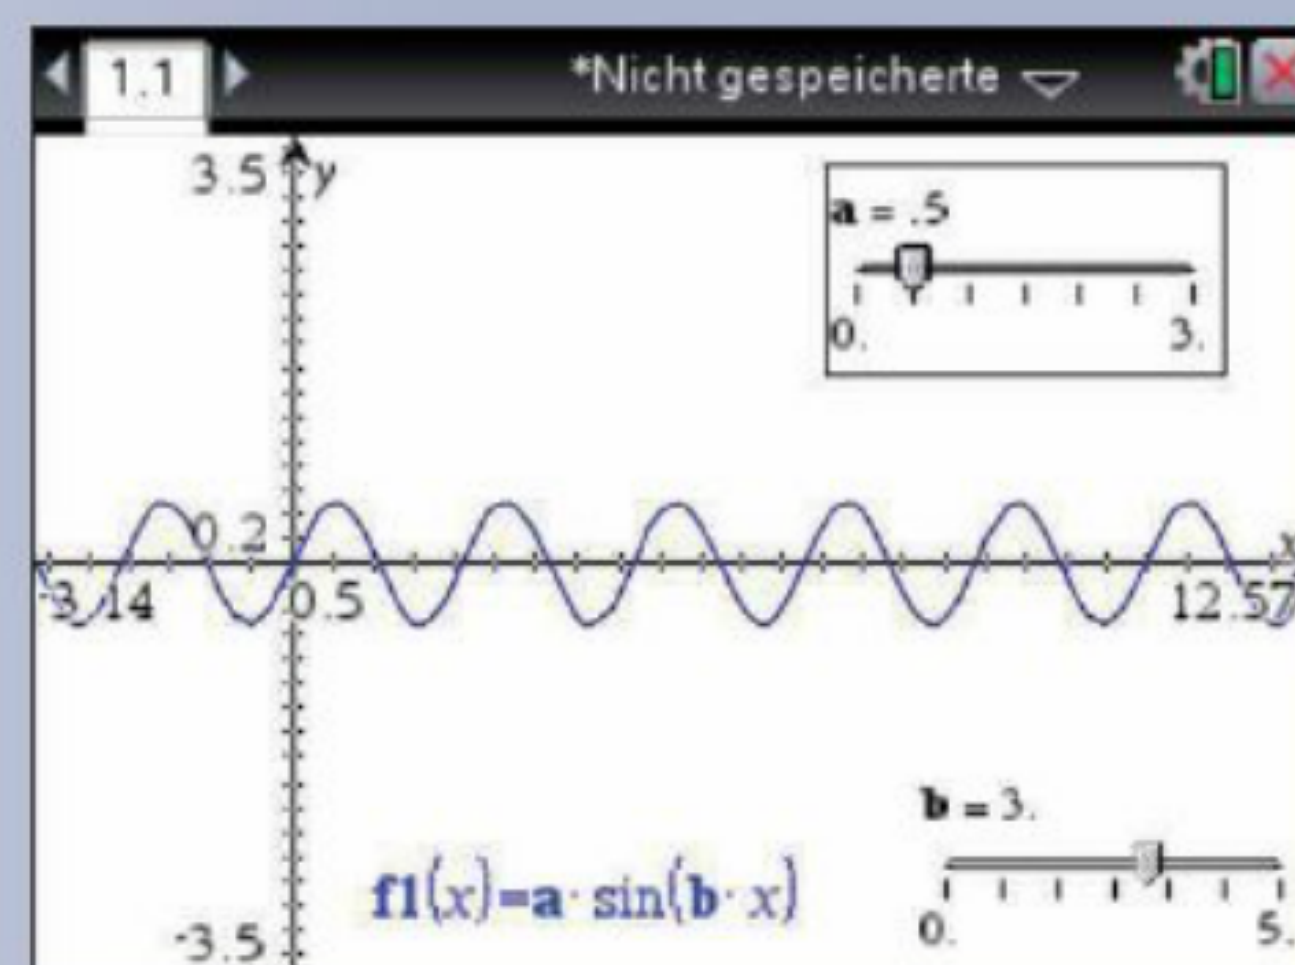 1.1
*Nicht gespeicherte
3.5
y
a = .5
0.
3.
0.2
x
-3.14
0.5
12.57
b = 3.
f1(x)=a·sin(b·x)
0.
5.
-3.5